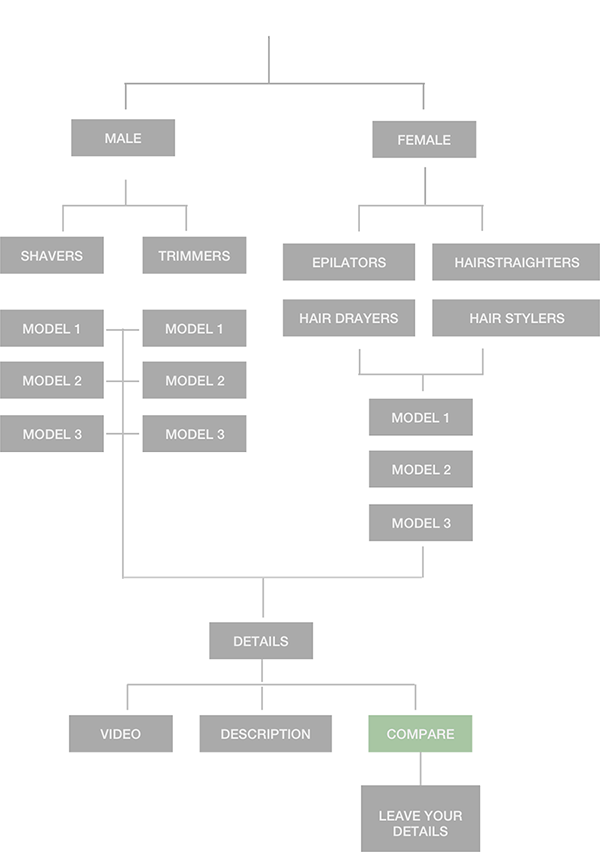 MALE
FEMALE
SHAVERS
TRIMMERS
EPILATORS
HAIRSTRAIGHTERS
HAIR DRAYERS
HAIR STYLERS
MODEL 1
MODEL 1
MODEL 2
MODEL 2
MODEL 3
MODEL 3
MODEL 1
MODEL 2
MODEL 3
DETAILS
VIDEO
DESCRIPTION
COMPARE
LEAVE YOUR
DETAILS